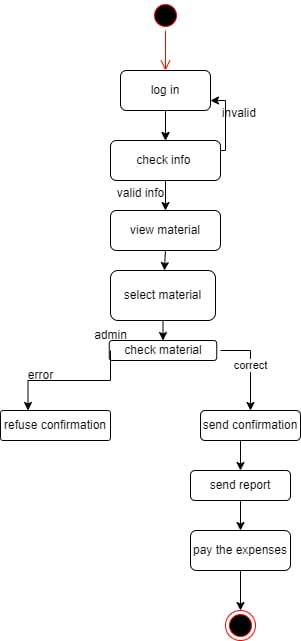 log in
invalid
check info
valid info
view material
select material
admin
check material
error
correct
refuse confirmation
send confirmation
send report
pay the expenses